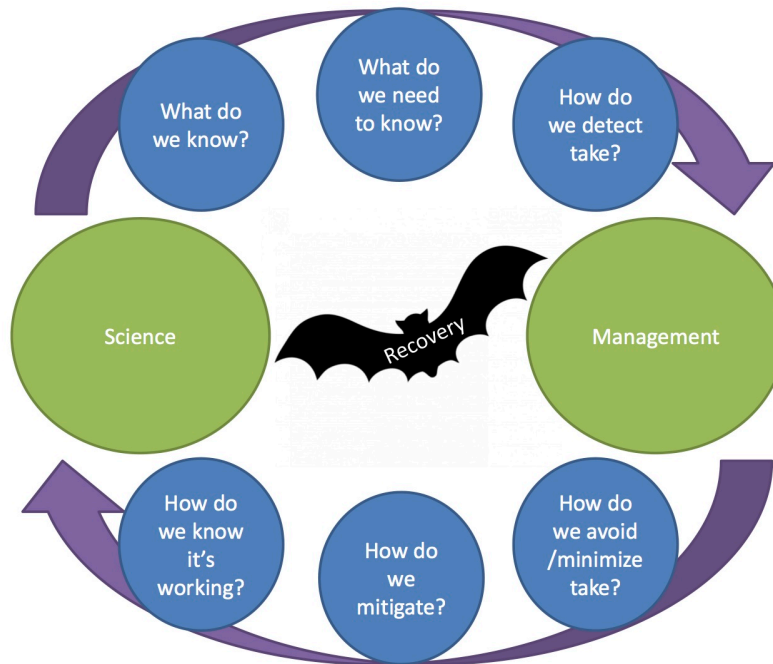 What do
we know?
What do
we need
to know?
How do
we detect
take?
Science
Recovery
Management
How do
we know
it's
working?
How do
we
mitigate?
How do
we avoid
/minimize
take?